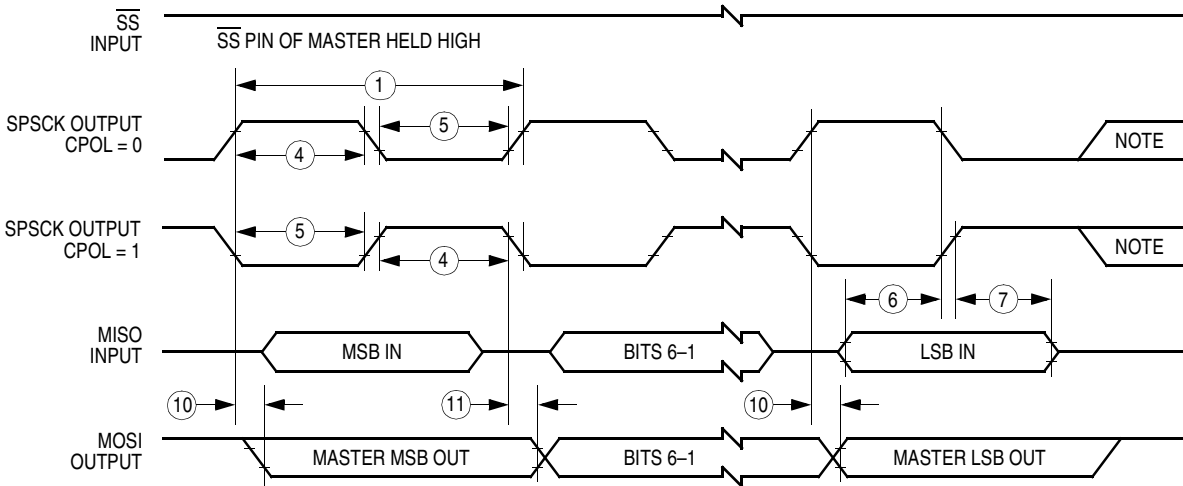 SS
INPUT
SS PIN OF MASTER HELD HIGH
1
SPSCK OUTPUT
CPOL = 0
5
4
NOTE
SPSCK OUTPUT
CPOL = 1
5
4
NOTE
6
7
MISO
INPUT
MSB IN
BITS 6–1
LSB IN
10
11
10
MOSI
OUTPUT
MASTER MSB OUT
BITS 6–1
MASTER LSB OUT